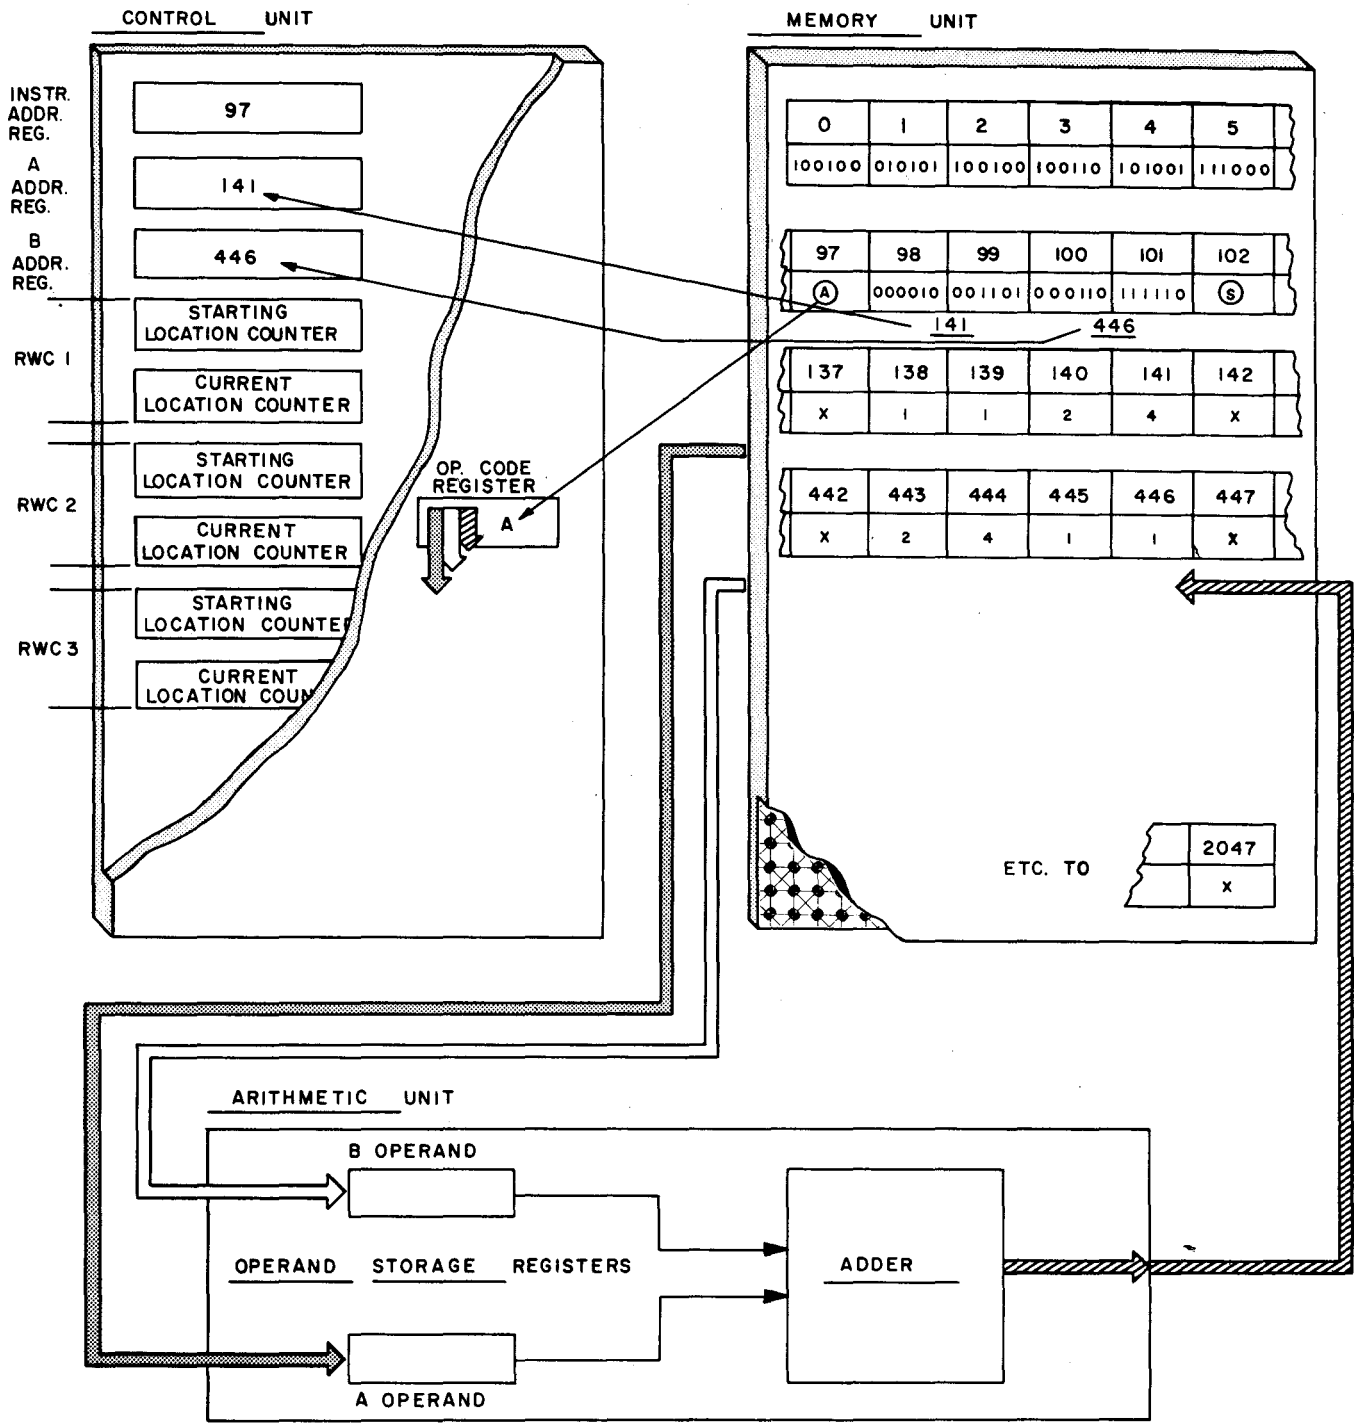 CONTROL UNIT
INSTR. ADDR. REG.
97
A ADDR. REG.
141
B ADDR. REG.
446
RWC 1
STARTING LOCATION COUNTER
CURRENT LOCATION COUNTER
RWC 2
STARTING LOCATION COUNTER
CURRENT LOCATION COUNTER
RWC 3
STARTING LOCATION COUNTE
CURRENT LOCATION COUN
OP. CODE REGISTER
A
MEMORY UNIT
0 1 2 3 4 5
100100 010101 100100 100110 101001 111000
97 98 99 100 101 102
A 000010 001101 000110 111110 S
141 446
137 138 139 140 141 142
X 1 1 2 4 X
442 443 444 445 446 447
X 2 4 1 1 X
ETC. TO
2047
X
ARITHMETIC UNIT
B OPERAND
OPERAND STORAGE REGISTERS
ADDER
A OPERAND